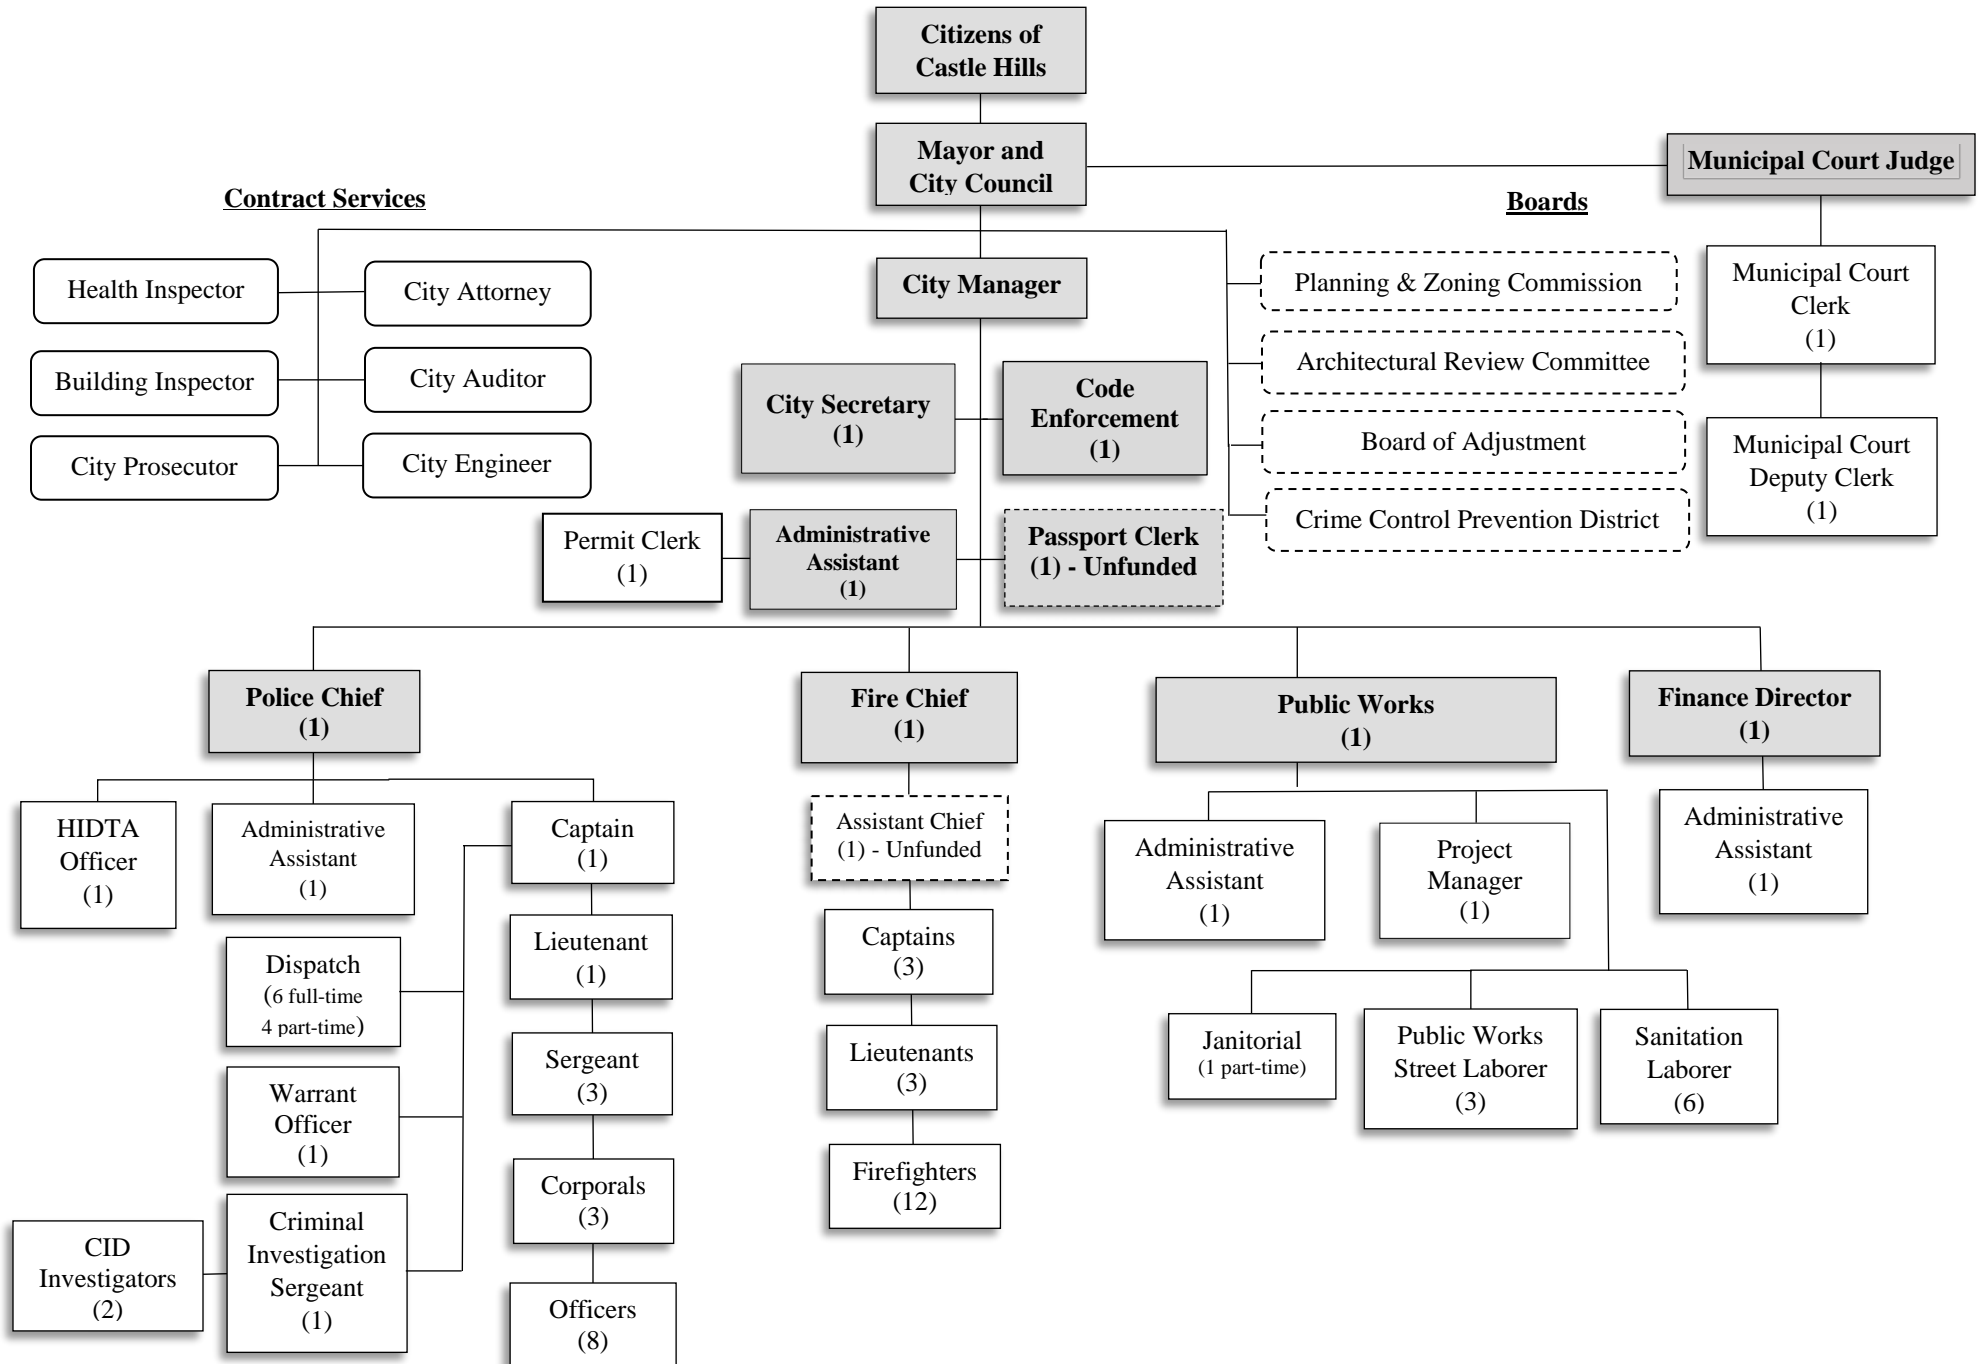 Citizens of
Castle Hills
Mayor and
City Council
Municipal Court Judge
Contract Services
Boards
Health Inspector
City Attorney
Building Inspector
City Auditor
City Prosecutor
City Engineer
City Manager
City Secretary
(1)
Code
Enforcement
(1)
Planning & Zoning Commission
Architectural Review Committee
Board of Adjustment
Crime Control Prevention District
Municipal Court
Clerk
(1)
Municipal Court
Deputy Clerk
(1)
Permit Clerk
(1)
Administrative
Assistant
(1)
Passport Clerk
(1) - Unfunded
Police Chief
(1)
Fire Chief
(1)
Public Works
(1)
Finance Director
(1)
HIDTA
Officer
(1)
Administrative
Assistant
(1)
Captain
(1)
Lieutenant
(1)
Sergeant
(3)
Corporals
(3)
Officers
(8)
Dispatch
(6 full-time
4 part-time)
Warrant
Officer
(1)
Criminal
Investigation
Sergeant
(1)
CID
Investigators
(2)
Assistant Chief
(1) - Unfunded
Captains
(3)
Lieutenants
(3)
Firefighters
(12)
Administrative
Assistant
(1)
Project
Manager
(1)
Janitorial
(1 part-time)
Public Works
Street Laborer
(3)
Sanitation
Laborer
(6)
Administrative
Assistant
(1)